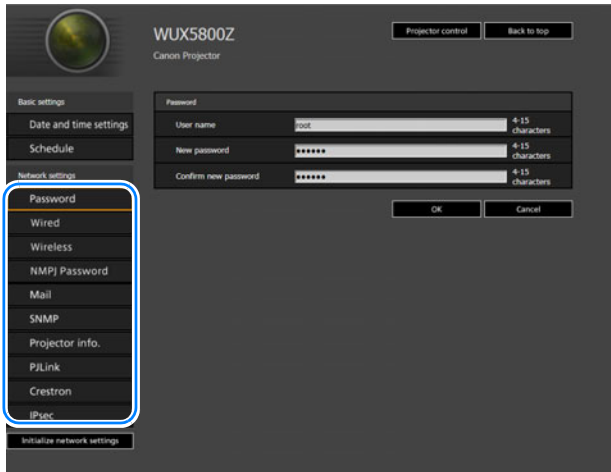 WUX5800Z
Canon Projector
Projector control
Back to top
Basic settings
Date and time settings
Schedule
Network settings
Password
Wired
Wireless
NMPJ Password
Mail
SNMP
Projector info.
PJLink
Crestron
IPsec
Initialize network settings
Password
User name root 4-15 characters
New password •••••• 4-15 characters
Confirm new password •••••• 4-15 characters
OK
Cancel